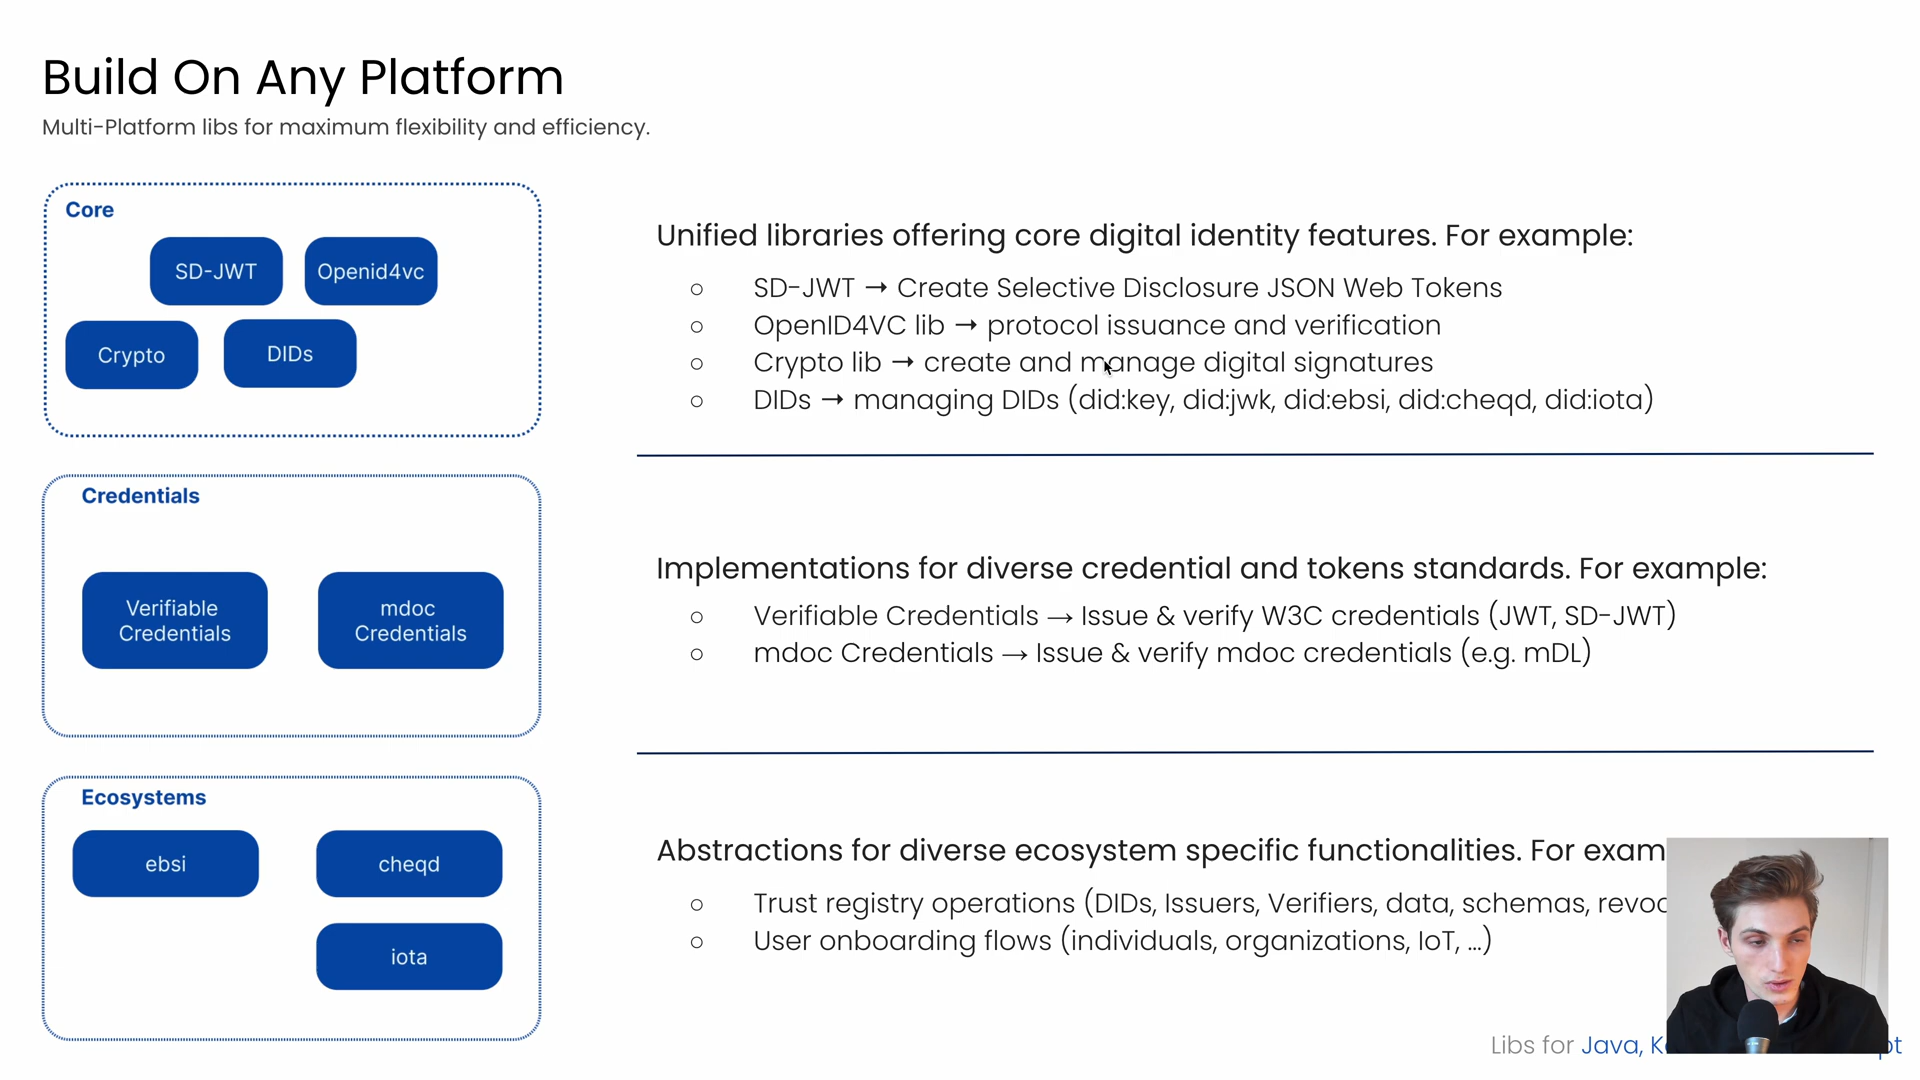 Build On Any Platform
Multi-Platform libs for maximum flexibility and efficiency.
Core
SD-JWT
Openid4vc
Crypto
DIDs
Unified libraries offering core digital identity features. For example:
○ SD-JWT → Create Selective Disclosure JSON Web Tokens
○ OpenID4VC lib → protocol issuance and verification
○ Crypto lib → create and manage digital signatures
○ DIDs → managing DIDs (did:key, did:jwk, did:ebsi, did:cheqd, did:iota)
Credentials
Verifiable
Credentials
mdoc
Credentials
Implementations for diverse credential and tokens standards. For example:
○ Verifiable Credentials → Issue & verify W3C credentials (JWT, SD-JWT)
○ mdoc Credentials → Issue & verify mdoc credentials (e.g. mDL)
Ecosystems
ebsi
cheqd
iota
Abstractions for diverse ecosystem specific functionalities. For exam
○ Trust registry operations (DIDs, Issuers, Verifiers, data, schemas, revoc
○ User onboarding flows (individuals, organizations, IoT, ...)
Libs for Java,